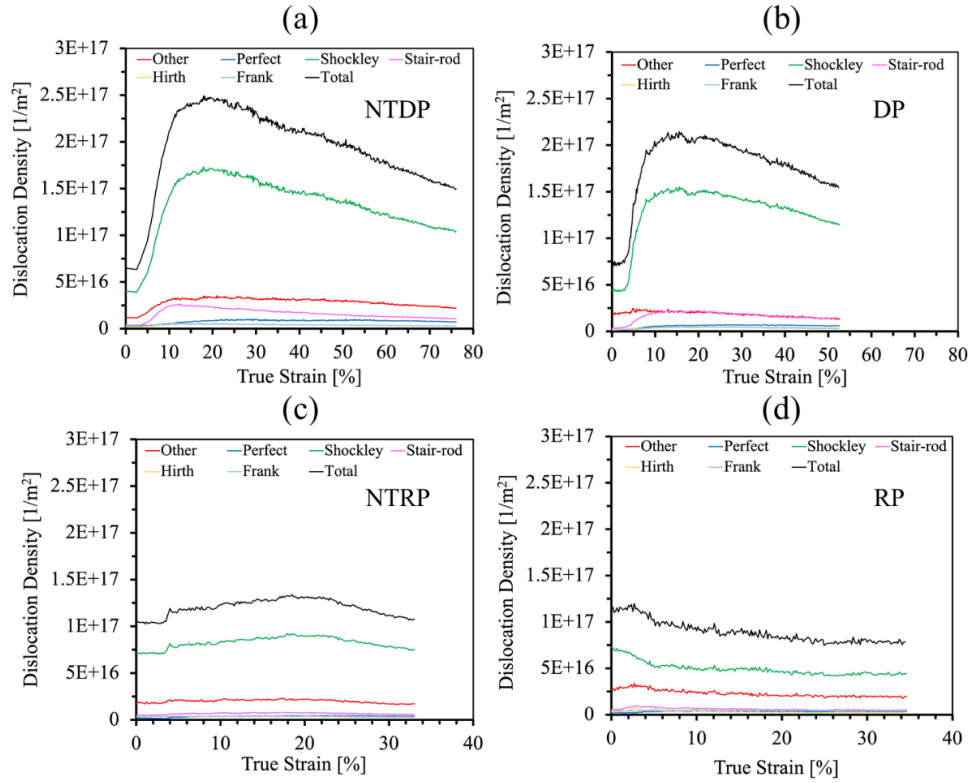 (a)
3E+17
2.5E+17
2E+17
1.5E+17
1E+17
5E+16
0
Dislocation Density [1/m²]
Other Perfect Shockley Stair-rod
Hirth Frank Total
NTDP
0 10 20 30 40 50 60 70 80
True Strain [%]
(b)
3E+17
2.5E+17
2E+17
1.5E+17
1E+17
5E+16
0
Dislocation Density [1/m²]
Other Perfect Shockley Stair-rod
Hirth Frank Total
DP
0 10 20 30 40 50 60 70 80
True Strain [%]
(c)
3E+17
2.5E+17
2E+17
1.5E+17
1E+17
5E+16
0
Dislocation Density [1/m²]
Other Perfect Shockley Stair-rod
Hirth Frank Total
NTRP
0 10 20 30 40
True Strain [%]
(d)
3E+17
2.5E+17
2E+17
1.5E+17
1E+17
5E+16
0
Dislocation Density [1/m²]
Other Perfect Shockley Stair-rod
Hirth Frank Total
RP
0 10 20 30 40
True Strain [%]